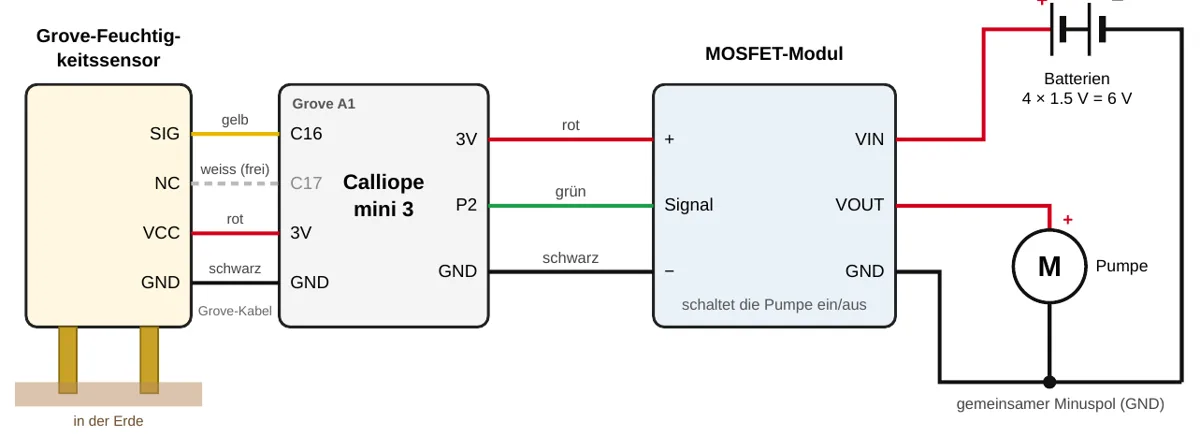 Grove-Feuchtig-
keitssensor
SIG
NC
VCC
GND
in der Erde
gelb
weiss (frei)
rot
schwarz
Grove-Kabel
Grove A1
C16
C17
3V
GND
Calliope
mini 3
3V
P2
GND
rot
grün
schwarz
MOSFET-Modul
+
Signal
−
VIN
VOUT
GND
schaltet die Pumpe ein/aus
+
−
Batterien
4 × 1.5 V = 6 V
+
M
Pumpe
gemeinsamer Minuspol (GND)